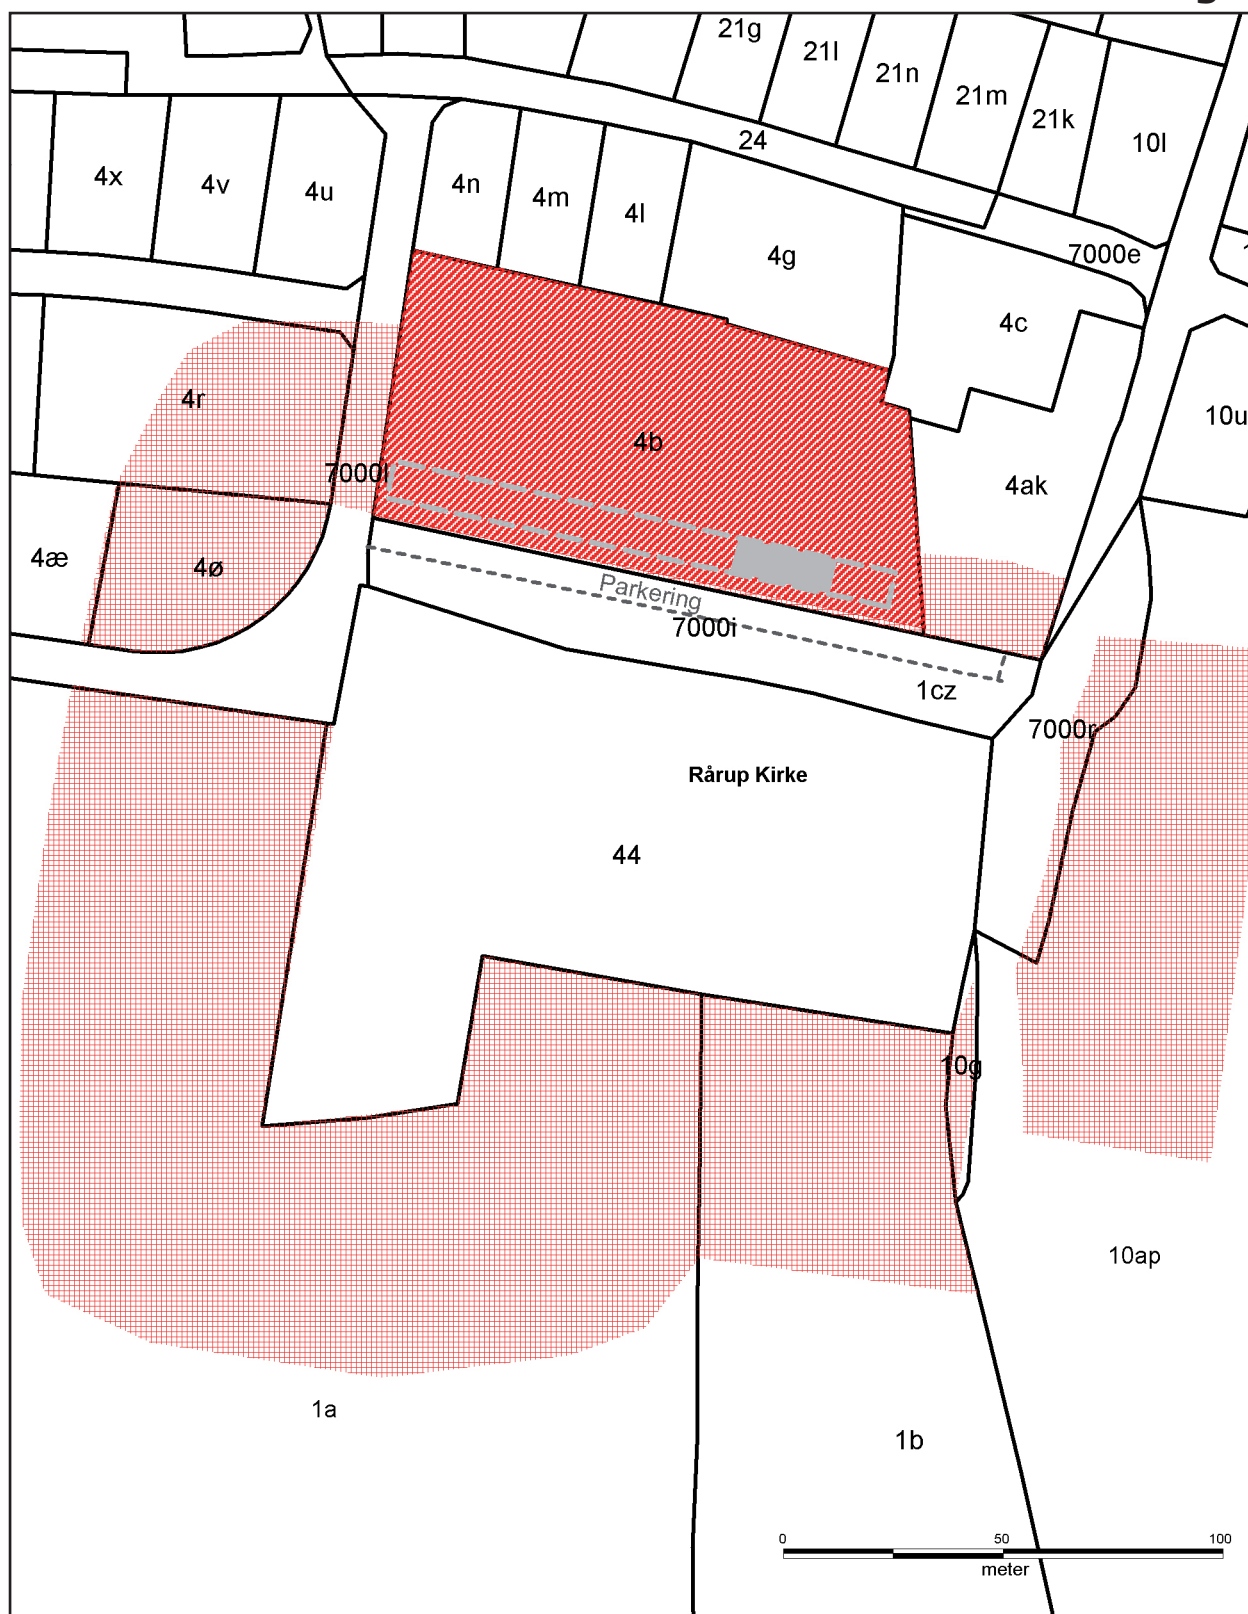 21g
21l
21n
21m
21k
10l
24
4x
4v
4u
4n
4m
4l
4g
7000e
4c
4r
4b
10u
7000l
4ak
4æ
4ø
Parkering
7000i
1cz
7000r
Rårup Kirke
44
10g
10ap
1a
1b
0 50 100
meter